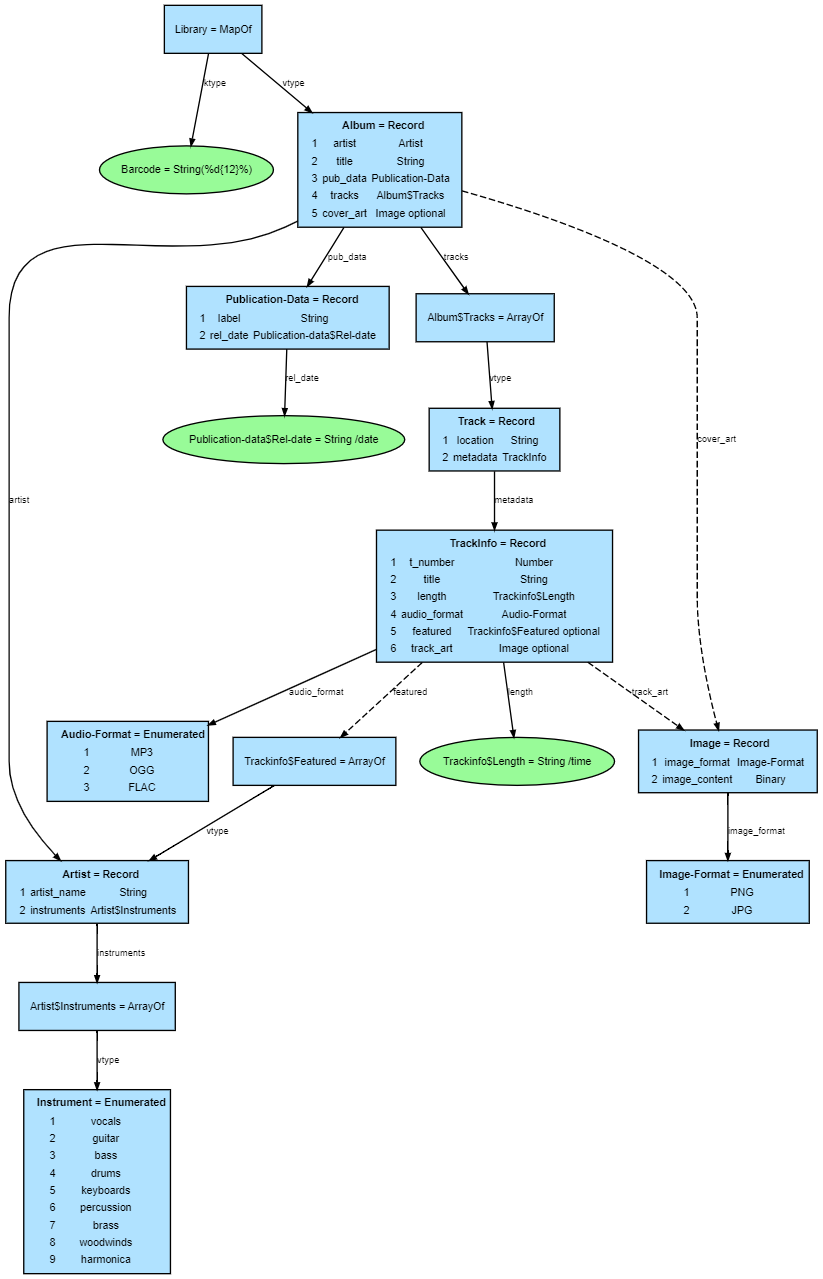 Library = MapOf
ktype
vtype
Album = Record
1 artist Artist
2 title String
3 pub_data Publication-Data
4 tracks Album$Tracks
5 cover_art Image optional
Barcode = String(%d{12}%)
pub_data
tracks
Publication-Data = Record
1 label String
2 rel_date Publication-data$Rel-date
Album$Tracks = ArrayOf
rel_date
vtype
Track = Record
1 location String
2 metadata TrackInfo
Publication-data$Rel-date = String /date
cover_art
artist
metadata
TrackInfo = Record
1 t_number Number
2 title String
3 length Trackinfo$Length
4 audio_format Audio-Format
5 featured Trackinfo$Featured optional
6 track_art Image optional
audio_format
featured
length
track_art
Audio-Format = Enumerated
1 MP3
2 OGG
3 FLAC
Trackinfo$Featured = ArrayOf
Trackinfo$Length = String /time
Image = Record
1 image_format Image-Format
2 image_content Binary
vtype
image_format
Artist = Record
1 artist_name String
2 instruments Artist$Instruments
Image-Format = Enumerated
1 PNG
2 JPG
instruments
Artist$Instruments = ArrayOf
vtype
Instrument = Enumerated
1 vocals
2 guitar
3 bass
4 drums
5 keyboards
6 percussion
7 brass
8 woodwinds
9 harmonica